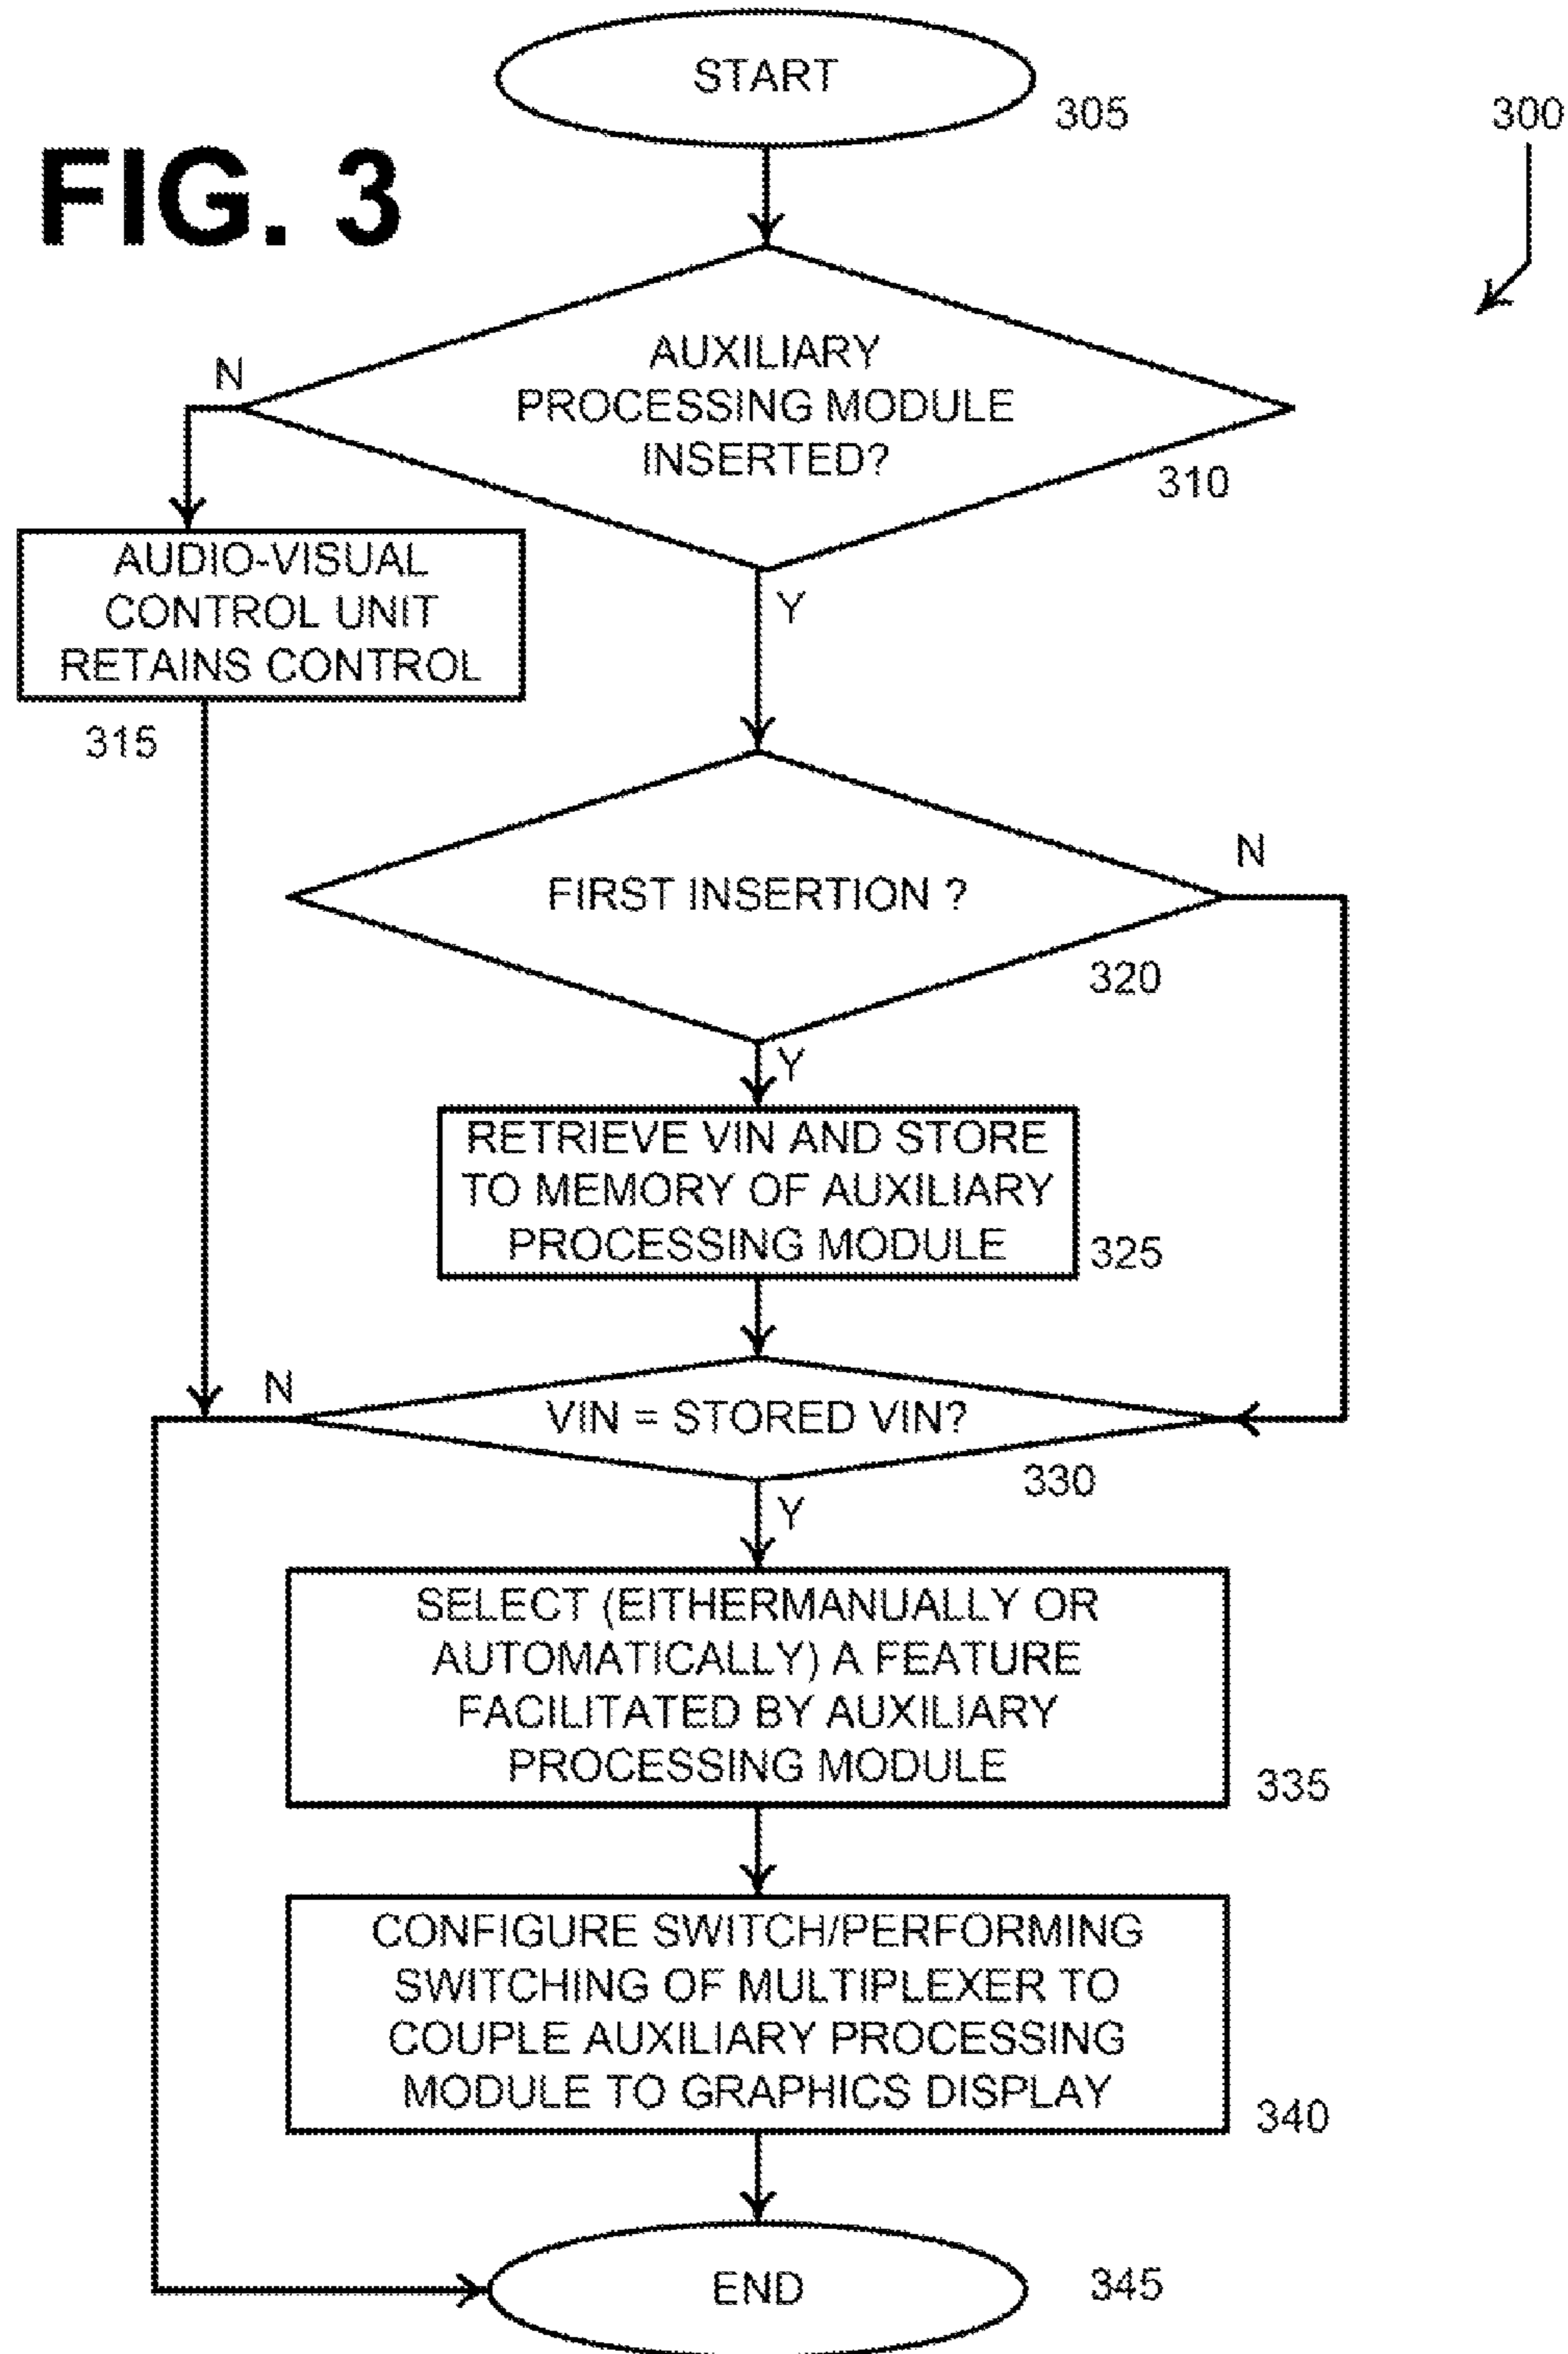 START
305
300
FIG. 3
AUXILIARY
PROCESSING MODULE
INSERTED?
N
310
AUDIO-VISUAL
CONTROL UNIT
RETAINS CONTROL
315
Y
FIRST INSERTION ?
N
320
Y
RETRIEVE VIN AND STORE
TO MEMORY OF AUXILIARY
PROCESSING MODULE
325
N
VIN = STORED VIN?
330
Y
SELECT (EITHERMANUALLY OR
AUTOMATICALLY) A FEATURE
FACILITATED BY AUXILIARY
PROCESSING MODULE
335
CONFIGURE SWITCH/PERFORMING
SWITCHING OF MULTIPLEXER TO
COUPLE AUXILIARY PROCESSING
MODULE TO GRAPHICS DISPLAY
340
END
345